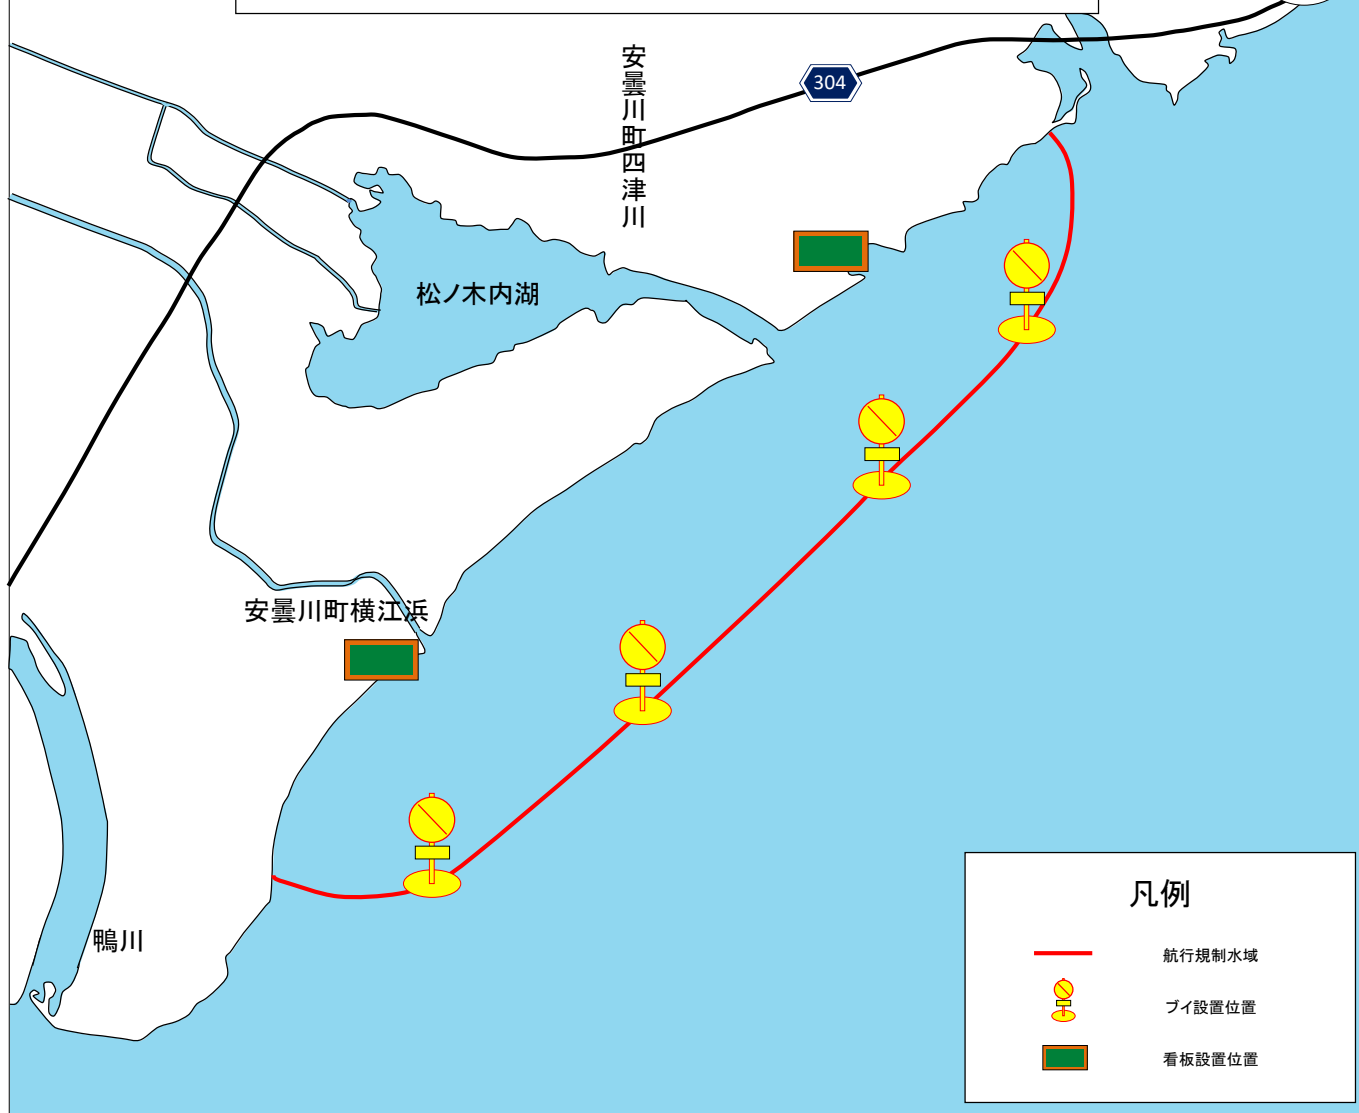 安曇川町四津川
304
松ノ木内湖
安曇川町横江浜
鴨川
凡例
航行規制水域
ブイ設置位置
看板設置位置